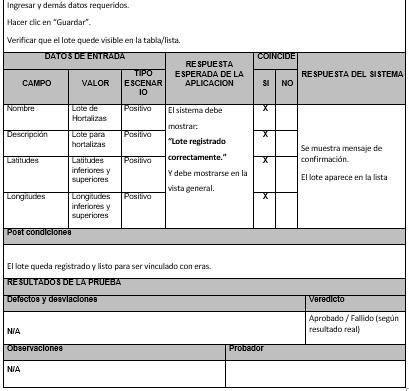 Ingresar y demás datos requeridos.
Hacer clic en “Guardar”.
Verificar que el lote quede visible en la tabla/lista.
DATOS DE ENTRADA
RESPUESTA ESPERADA DE LA APLICACION
COINCIDE
RESPUESTA DEL SISTEMA
CAMPO
VALOR
TIPO ESCENARIO
SI
NO
Nombre
Lote de Hortalizas
Positivo
El sistema debe mostrar:
“Lote registrado correctamente.”
Y debe mostrarse en la vista general.
X
Se muestra mensaje de confirmación.
El lote aparece en la lista
Descripción
Lote para hortalizas
Positivo
X
Latitudes
Latitudes inferiores y superiores
Positivo
X
Longitudes
Longitudes inferiores y superiores
Positivo
X
Post condiciones
El lote queda registrado y listo para ser vinculado con eras.
RESULTADOS DE LA PRUEBA
Defectos y desviaciones
Veredicto
N/A
Aprobado / Fallido (según resultado real)
Observaciones
Probador
N/A